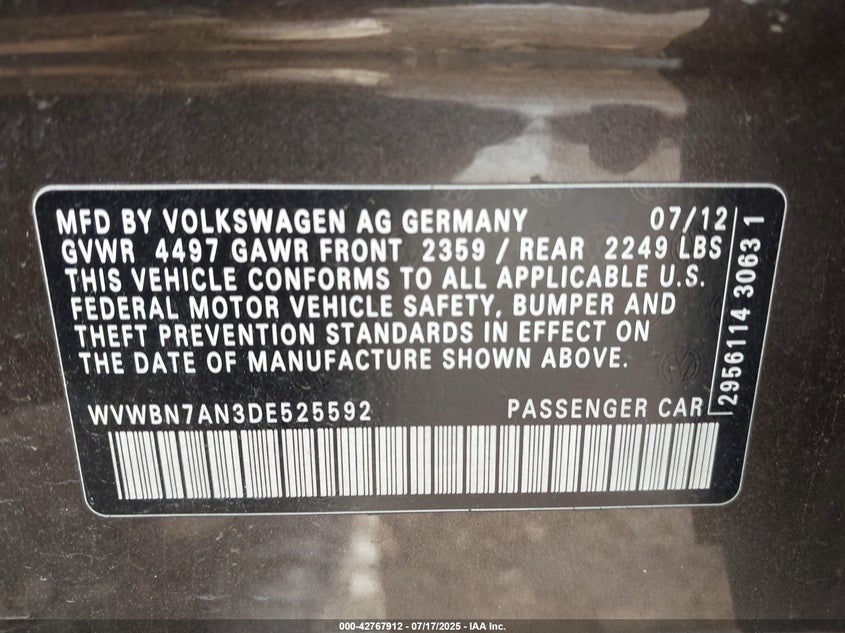 MFD BY VOLKSWAGEN AG GERMANY 07/12
GVWR 4497 GAWR FRONT 2359 / REAR 2249 LBS
THIS VEHICLE CONFORMS TO ALL APPLICABLE U.S.
FEDERAL MOTOR VEHICLE SAFETY, BUMPER AND
THEFT PREVENTION STANDARDS IN EFFECT ON
THE DATE OF MANUFACTURE SHOWN ABOVE.
WVWBN7AN3DE525592 PASSENGER CAR
2956114 3063 1
000-42767912 / 07/17/2025 - IAA Inc.